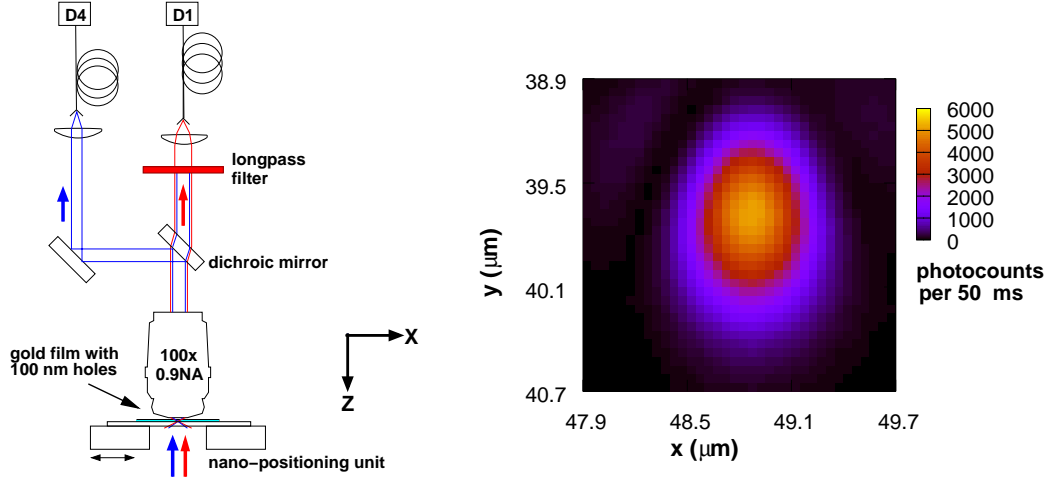 D4
D1
longpass
filter
dichroic mirror
gold film with
100 nm holes
100x
0.9NA
X
Z
nano-positioning unit
38.9
39.5
40.1
40.7
y (μm)
47.9 48.5 49.1 49.7
x (μm)
6000
5000
4000
3000
2000
1000
0
photocounts
per 50 ms